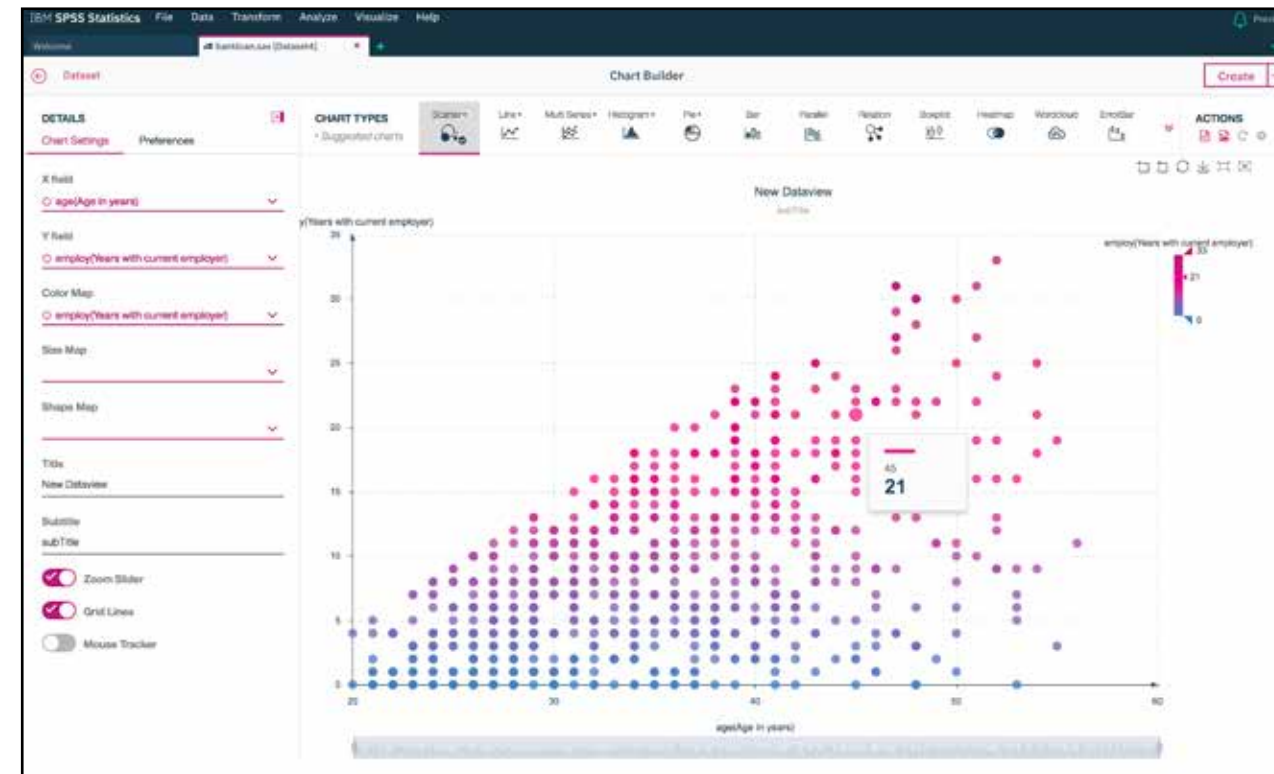 IBM SPSS Statistics File Data Transform Analyze Visualize Help
Welcome
bankloan.sav [Dataset4]
Dataset
Chart Builder
Create
DETAILS
Chart Settings Preferences
CHART TYPES
• Suggested charts
Scatter Line Multi Series Histogram Pie Bar Parallel Relation Boxplot Heatmap Wordcloud ErrorBar
ACTIONS
X field
age(Age in years)
Y field
employ(Years with current employer)
Color Map
employ(Years with current employer)
Size Map
Shape Map
Title
New Dataview
Subtitle
subTitle
Zoom Slider
Grid Lines
Mouse Tracker
New Dataview
subTitle
y(Years with current employer)
employ(Years with current employer)
33
21
0
35
30
25
20
15
10
5
0
45
21
20 30 40 50 60
age(Age in years)